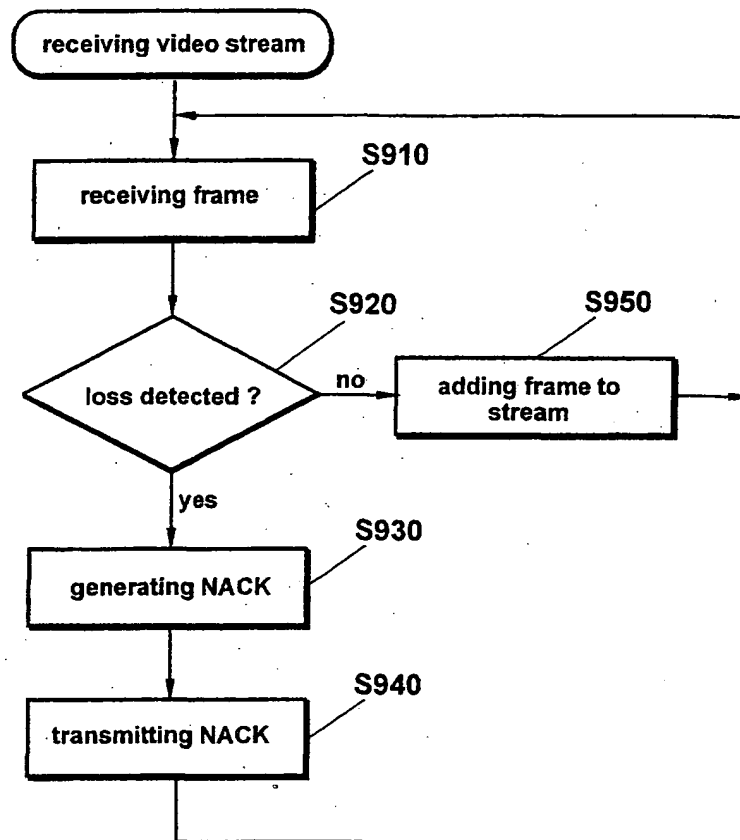 receiving video stream
S910
receiving frame
S920
loss detected ?
no
S950
adding frame to
stream
yes
S930
generating NACK
S940
transmitting NACK